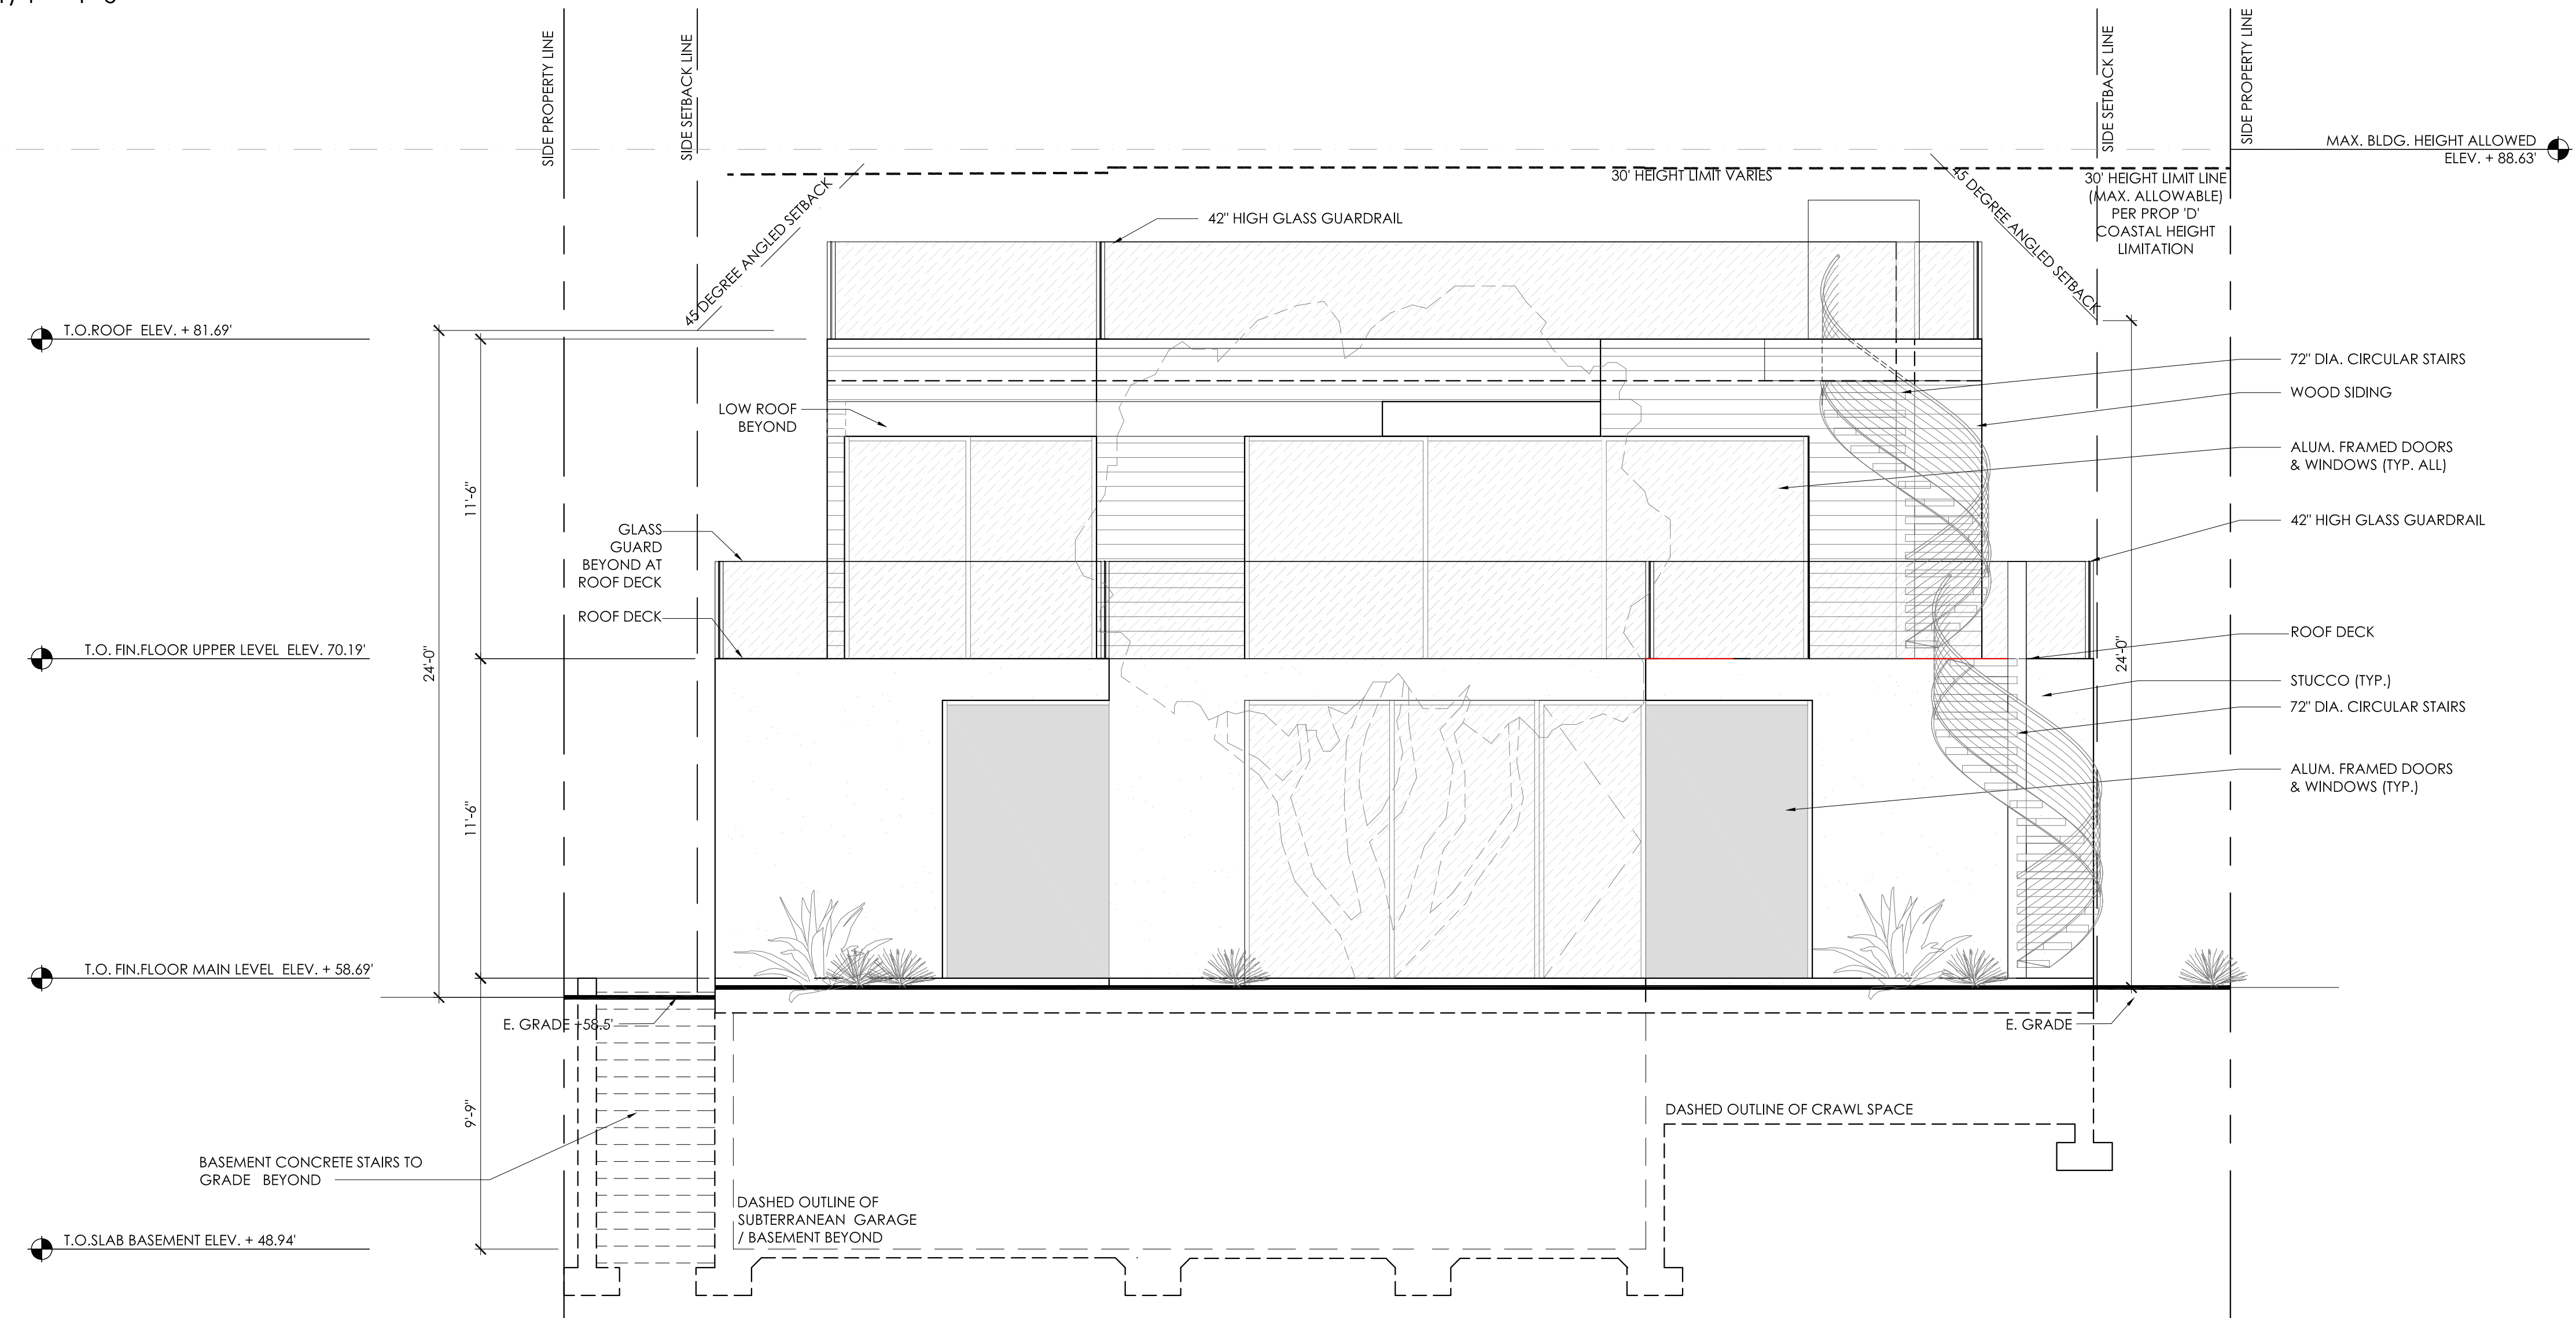 SIDE PROPERTY LINE
SIDE SETBACK LINE
SIDE SETBACK LINE
SIDE PROPERTY LINE
MAX. BLDG. HEIGHT ALLOWED
ELEV. + 88.63'
30' HEIGHT LIMIT VARIES
30' HEIGHT LIMIT LINE
(MAX. ALLOWABLE)
PER PROP 'D'
COASTAL HEIGHT
LIMITATION
45 DEGREE ANGLED SETBACK
45 DEGREE ANGLED SETBACK
42" HIGH GLASS GUARDRAIL
T.O.ROOF ELEV. + 81.69'
72" DIA. CIRCULAR STAIRS
WOOD SIDING
LOW ROOF
BEYOND
ALUM. FRAMED DOORS
& WINDOWS (TYP. ALL)
11'-6"
42" HIGH GLASS GUARDRAIL
GLASS
GUARD
BEYOND AT
ROOF DECK
ROOF DECK
ROOF DECK
T.O. FIN.FLOOR UPPER LEVEL ELEV. 70.19'
24'-0"
24'-0"
STUCCO (TYP.)
72" DIA. CIRCULAR STAIRS
ALUM. FRAMED DOORS
& WINDOWS (TYP.)
11'-6"
T.O. FIN.FLOOR MAIN LEVEL ELEV. + 58.69'
E. GRADE +58.5'
E. GRADE
9'-9"
DASHED OUTLINE OF CRAWL SPACE
BASEMENT CONCRETE STAIRS TO
GRADE BEYOND
DASHED OUTLINE OF
SUBTERRANEAN GARAGE
/ BASEMENT BEYOND
T.O.SLAB BASEMENT ELEV. + 48.94'